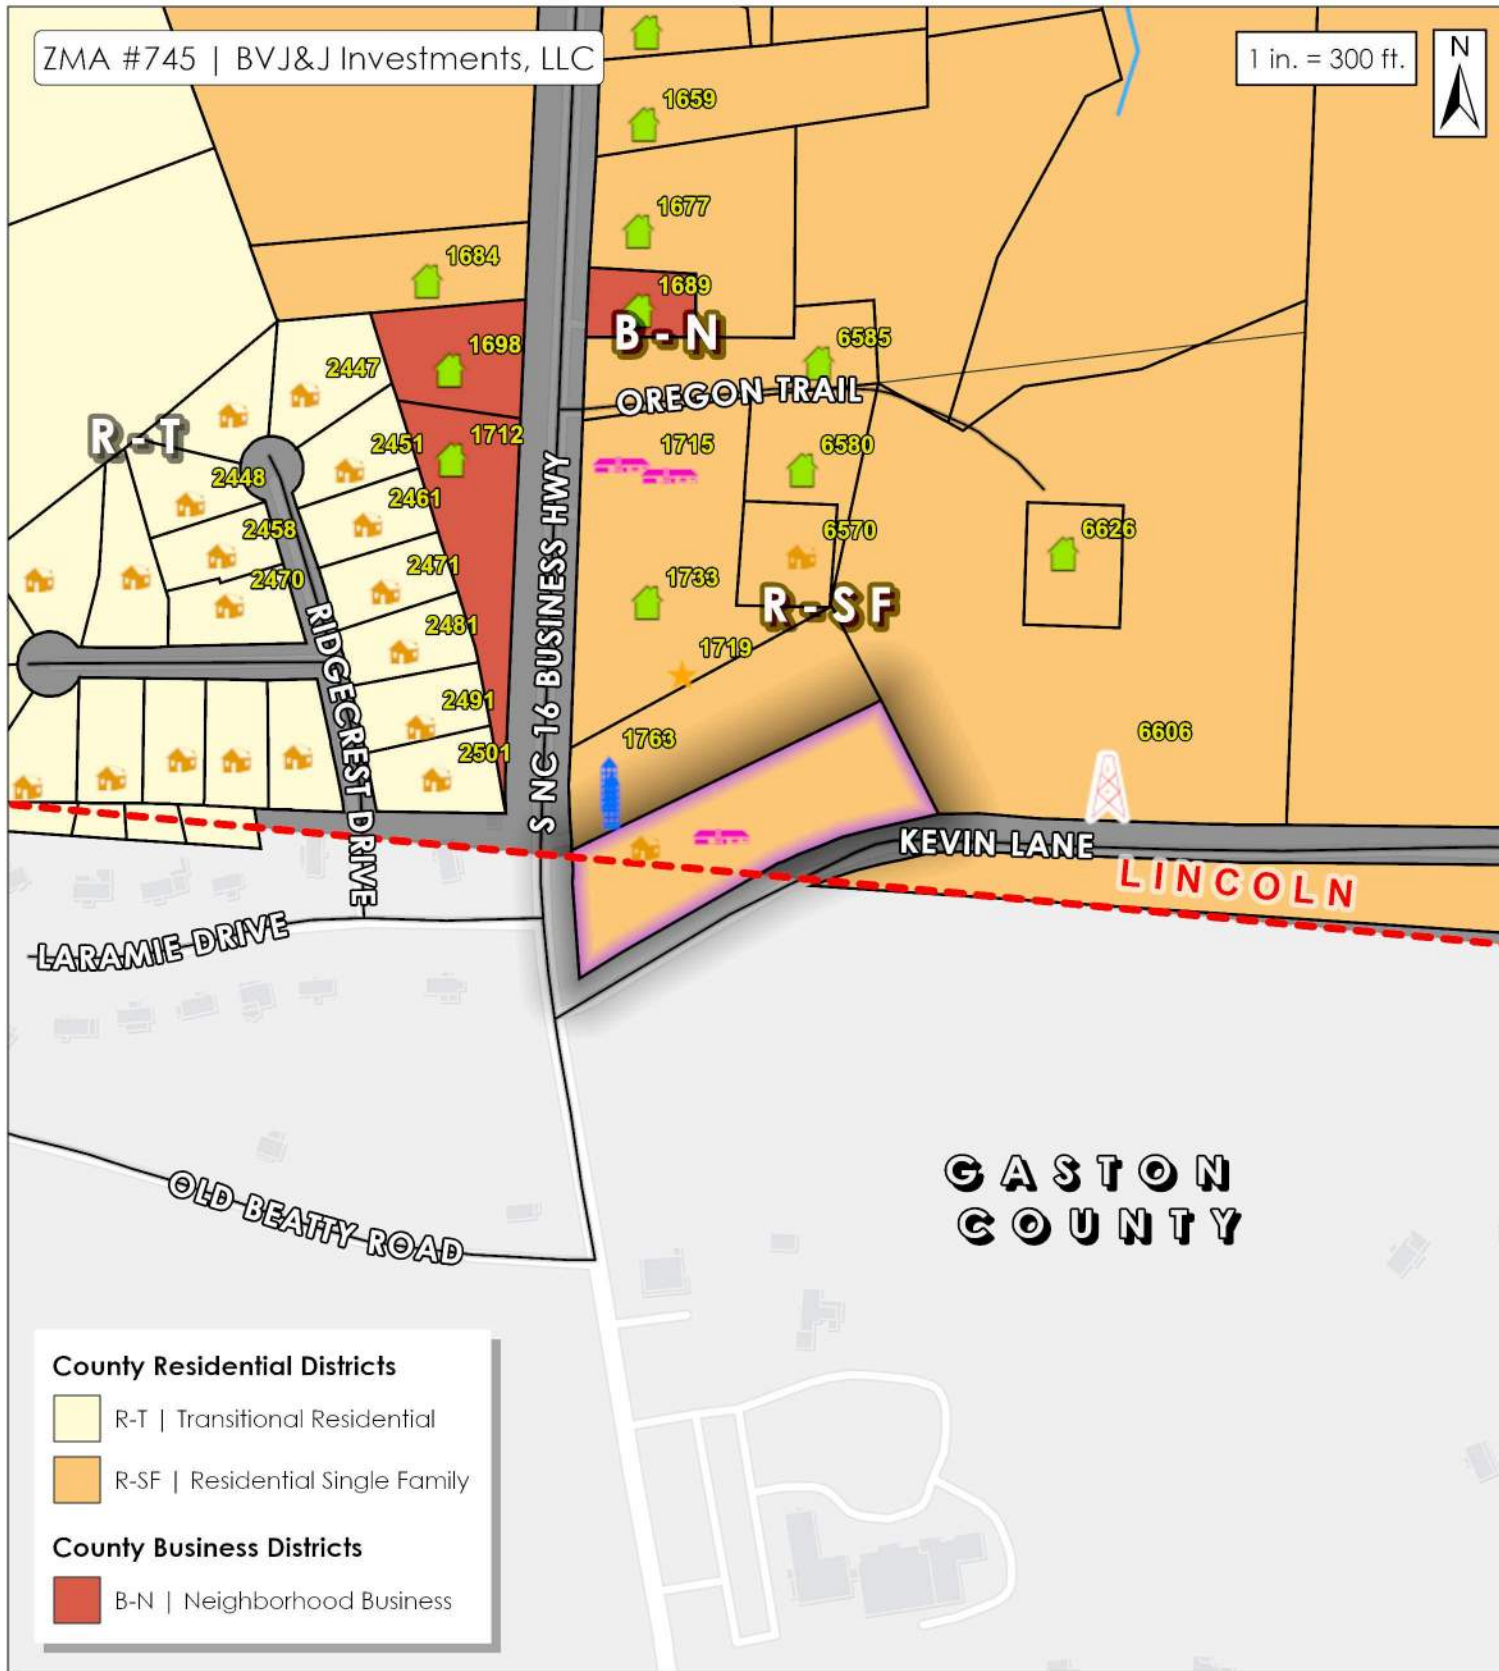 ZMA #745 | BVJ&J Investments, LLC
1 in. = 300 ft.
N
1659
1677
1684
1689
B - N
1698
6585
2447
OREGON TRAIL
R - T
2451
1712
1715
6580
2448
2461
2458
6570
6626
2470
2471
1733
R - S F
2481
1719
RIDGECREST DRIVE
S NC 16 BUSINESS HWY
2491
2501
1763
6606
KEVIN LANE
LINCOLN
LARAMIE DRIVE
OLD BEATTY ROAD
GASTON
COUNTY
County Residential Districts
R-T | Transitional Residential
R-SF | Residential Single Family
County Business Districts
B-N | Neighborhood Business